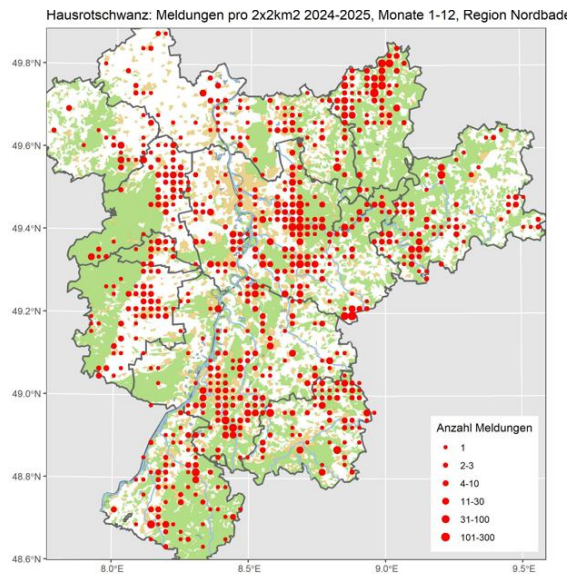 Hausrotschwanz: Meldungen pro 2x2km2 2024-2025, Monate 1-12, Region Nordbade
49.8°N
49.6°N
49.4°N
49.2°N
49.0°N
48.8°N
48.6°N
Anzahl Meldungen
1
2-3
4-10
11-30
31-100
101-300
8.0°E 8.5°E 9.0°E 9.5°E